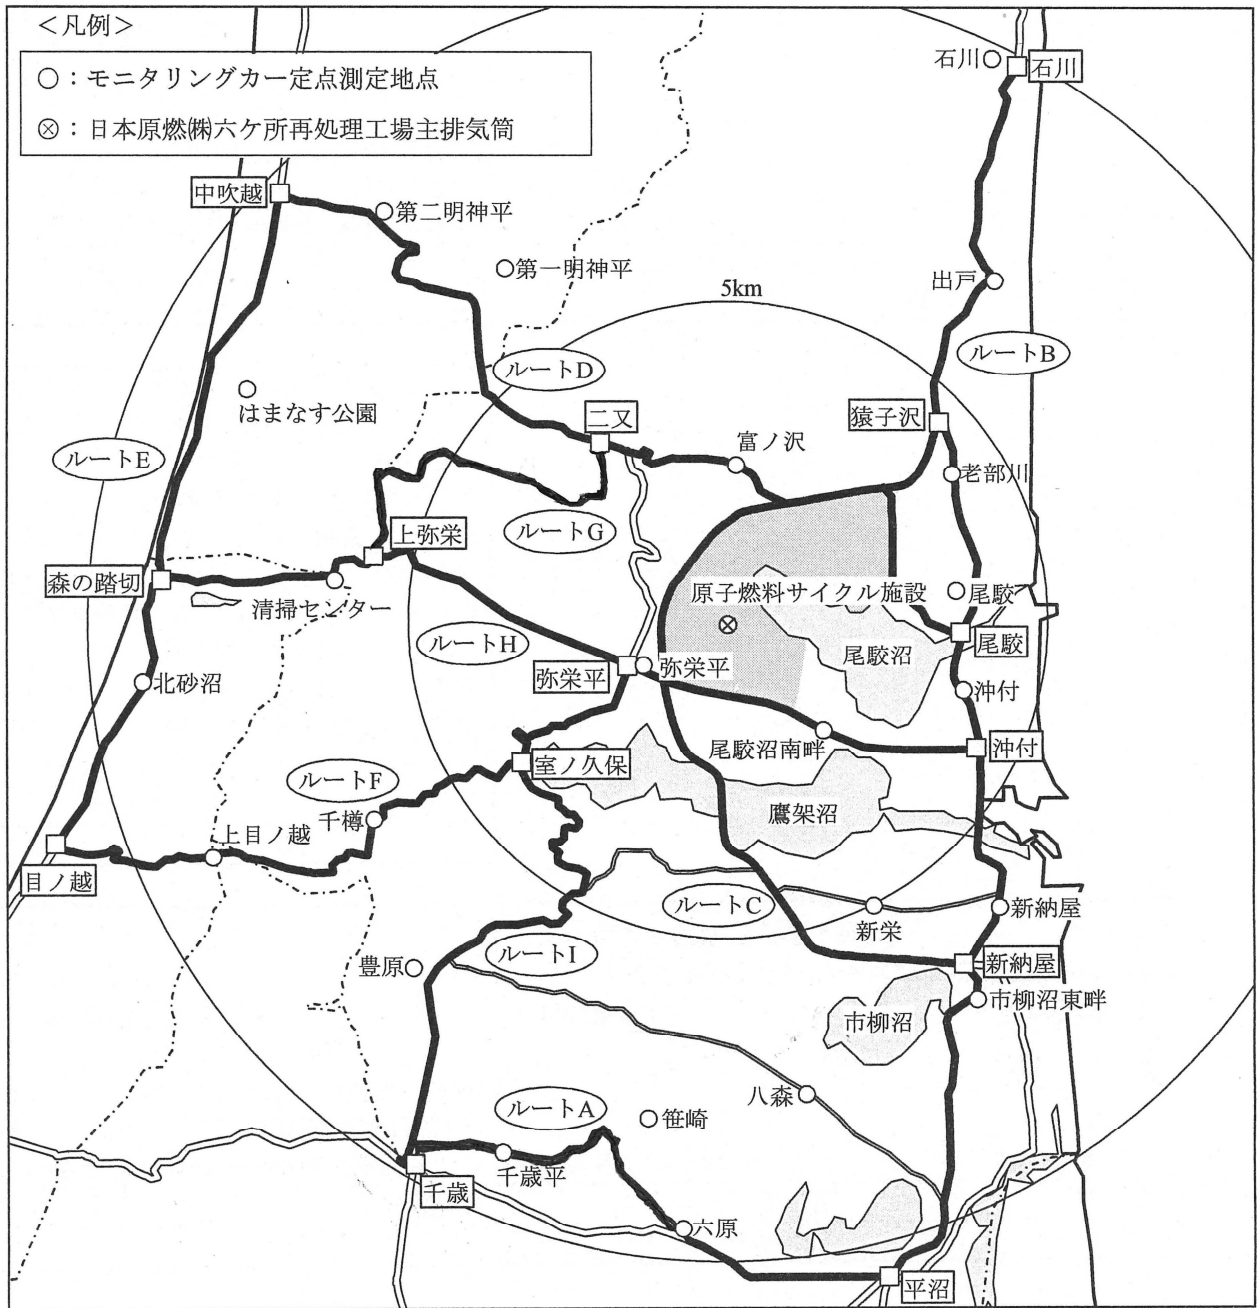 ＜凡例＞
○：モニタリングカー定点測定地点
⊗：日本原燃㈱六ケ所再処理工場主排気筒
石川
石川
中吹越
第二明神平
第一明神平
出戸
5km
ルートB
ルートD
はまなす公園
二又
猿子沢
富ノ沢
老部川
ルートE
ルートG
上弥栄
森の踏切
清掃センター
原子燃料サイクル施設
尾駮
尾駮
尾駮沼
ルートH
弥栄平
弥栄平
北砂沼
沖付
沖付
尾駮沼南畔
室ノ久保
ルートF
千樽
鷹架沼
上目ノ越
目ノ越
ルートC
新栄
新納屋
ルートI
豊原
新納屋
市柳沼東畔
市柳沼
八森
ルートA
笹崎
千歳平
千歳
六原
平沼